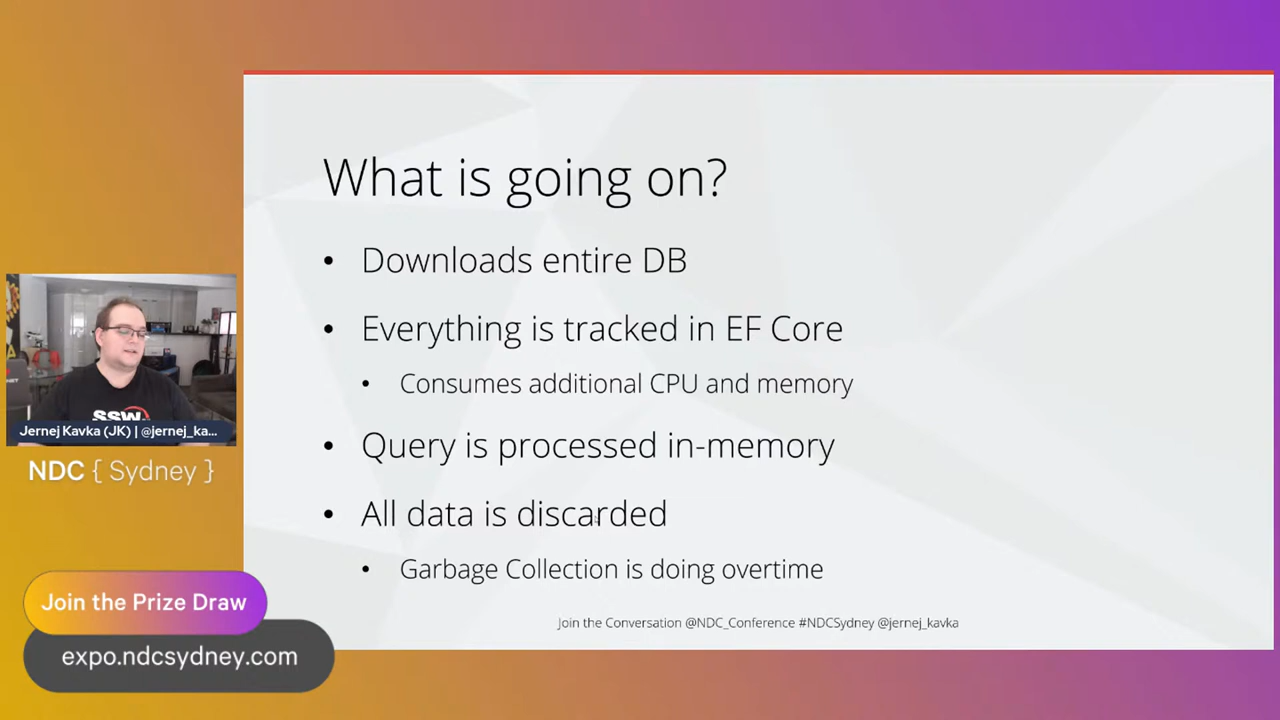 What is going on?
• Downloads entire DB
• Everything is tracked in EF Core
• Consumes additional CPU and memory
• Query is processed in-memory
• All data is discarded
• Garbage Collection is doing overtime
Join the Conversation @NDC_Conference #NDCSydney @jernej_kavka
SSW
Jernej Kavka (JK) | @jernej_ka...
NDC { Sydney }
Join the Prize Draw
expo.ndcsydney.com